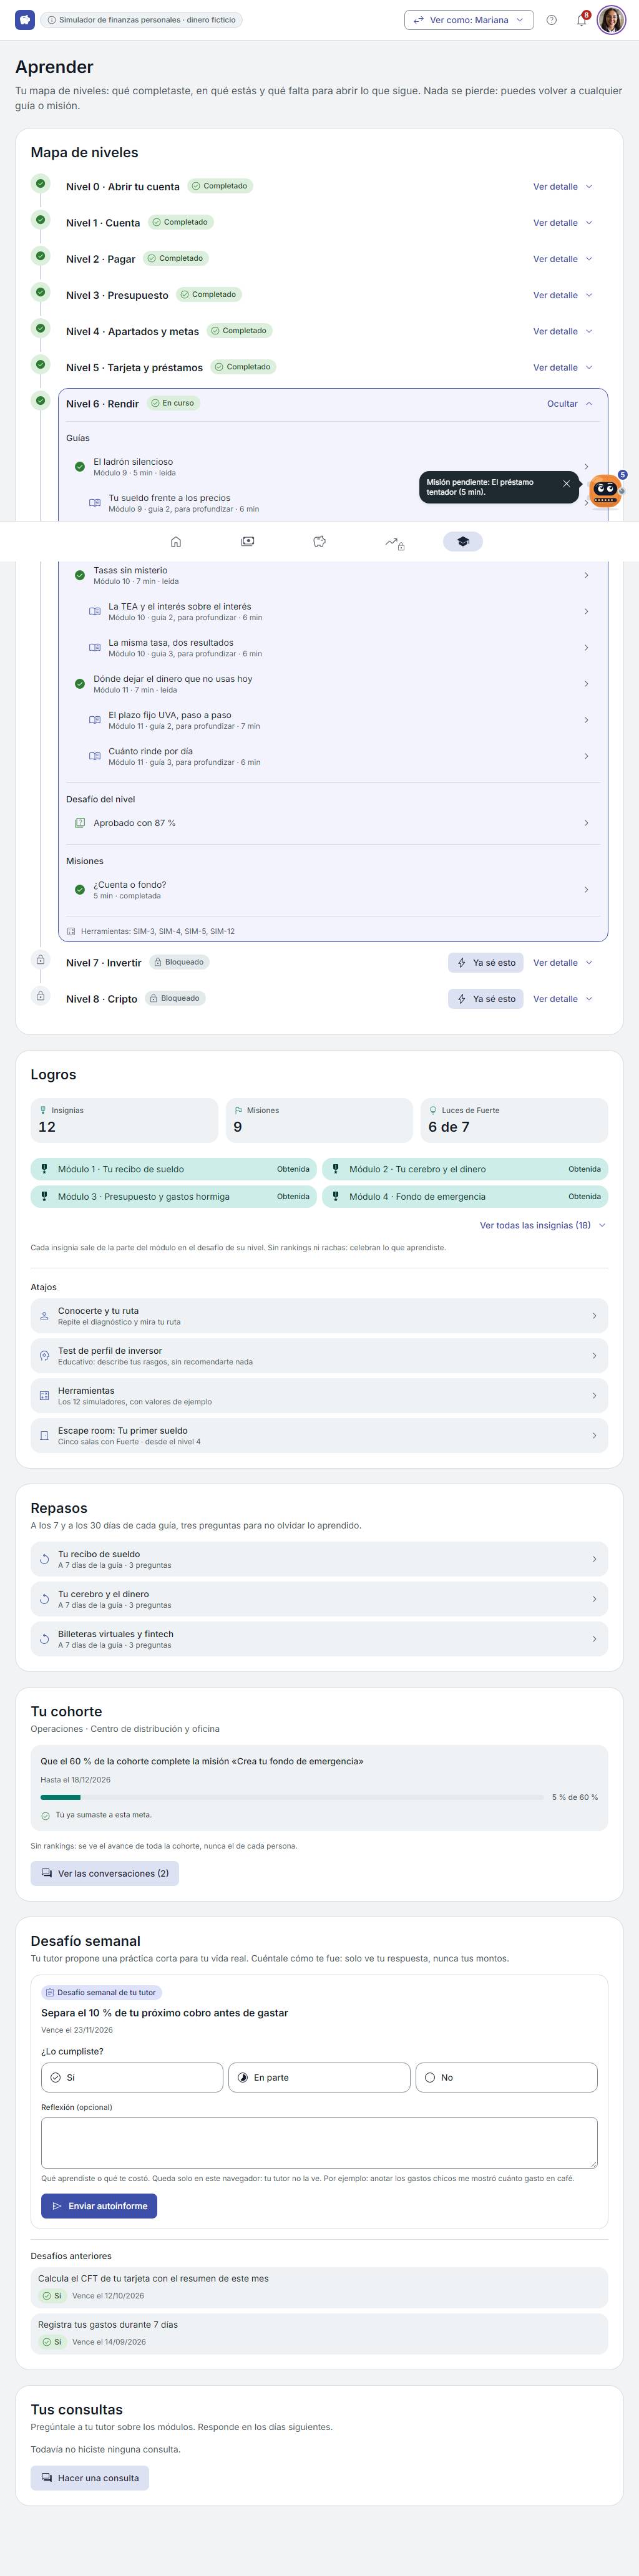 Simulador de finanzas personales · dinero ficticio
Ver como: Mariana
8
Aprender
Tu mapa de niveles: qué completaste, en qué estás y qué falta para abrir lo que sigue. Nada se pierde: puedes volver a cualquier
guía o misión.
Mapa de niveles
Nivel 0 · Abrir tu cuenta Completado Ver detalle
Nivel 1 · Cuenta Completado Ver detalle
Nivel 2 · Pagar Completado Ver detalle
Nivel 3 · Presupuesto Completado Ver detalle
Nivel 4 · Apartados y metas Completado Ver detalle
Nivel 5 · Tarjeta y préstamos Completado Ver detalle
Nivel 6 · Rendir En curso Ocultar
Guías
El ladrón silencioso
Módulo 9 · 5 min · leída
Misión pendiente: El préstamo
tentador (5 min).
5
Tu sueldo frente a los precios
Módulo 9 · guía 2, para profundizar · 6 min
Tasas sin misterio
Módulo 10 · 7 min · leída
La TEA y el interés sobre el interés
Módulo 10 · guía 2, para profundizar · 6 min
La misma tasa, dos resultados
Módulo 10 · guía 3, para profundizar · 6 min
Dónde dejar el dinero que no usas hoy
Módulo 11 · 7 min · leída
El plazo fijo UVA, paso a paso
Módulo 11 · guía 2, para profundizar · 7 min
Cuánto rinde por día
Módulo 11 · guía 3, para profundizar · 6 min
Desafío del nivel
Aprobado con 87 %
Misiones
¿Cuenta o fondo?
5 min · completada
Herramientas: SIM-3, SIM-4, SIM-5, SIM-12
Nivel 7 · Invertir Bloqueado Ya sé esto Ver detalle
Nivel 8 · Cripto Bloqueado Ya sé esto Ver detalle
Logros
Insignias
12
Misiones
9
Luces de Fuerte
6 de 7
Módulo 1 · Tu recibo de sueldo Obtenida
Módulo 2 · Tu cerebro y el dinero Obtenida
Módulo 3 · Presupuesto y gastos hormiga Obtenida
Módulo 4 · Fondo de emergencia Obtenida
Ver todas las insignias (18)
Cada insignia sale de la parte del módulo en el desafío de su nivel. Sin rankings ni rachas: celebran lo que aprendiste.
Atajos
Conocerte y tu ruta
Repite el diagnóstico y mira tu ruta
Test de perfil de inversor
Educativo: describe tus rasgos, sin recomendarte nada
Herramientas
Los 12 simuladores, con valores de ejemplo
Escape room: Tu primer sueldo
Cinco salas con Fuerte · desde el nivel 4
Repasos
A los 7 y a los 30 días de cada guía, tres preguntas para no olvidar lo aprendido.
Tu recibo de sueldo
A 7 días de la guía · 3 preguntas
Tu cerebro y el dinero
A 7 días de la guía · 3 preguntas
Billeteras virtuales y fintech
A 7 días de la guía · 3 preguntas
Tu cohorte
Operaciones · Centro de distribución y oficina
Que el 60 % de la cohorte complete la misión «Crea tu fondo de emergencia»
Hasta el 18/12/2026
5 % de 60 %
Tú ya sumaste a esta meta.
Sin rankings: se ve el avance de toda la cohorte, nunca el de cada persona.
Ver las conversaciones (2)
Desafío semanal
Tu tutor propone una práctica corta para tu vida real. Cuéntale cómo te fue: solo ve tu respuesta, nunca tus montos.
Desafío semanal de tu tutor
Separa el 10 % de tu próximo cobro antes de gastar
Vence el 23/11/2026
¿Lo cumpliste?
Sí
En parte
No
Reflexión (opcional)
Qué aprendiste o qué te costó. Queda solo en este navegador: tu tutor no la ve. Por ejemplo: anotar los gastos chicos me mostró cuánto gasto en café.
Enviar autoinforme
Desafíos anteriores
Calcula el CFT de tu tarjeta con el resumen de este mes
Sí Vence el 12/10/2026
Registra tus gastos durante 7 días
Sí Vence el 14/09/2026
Tus consultas
Pregúntale a tu tutor sobre los módulos. Responde en los días siguientes.
Todavía no hiciste ninguna consulta.
Hacer una consulta